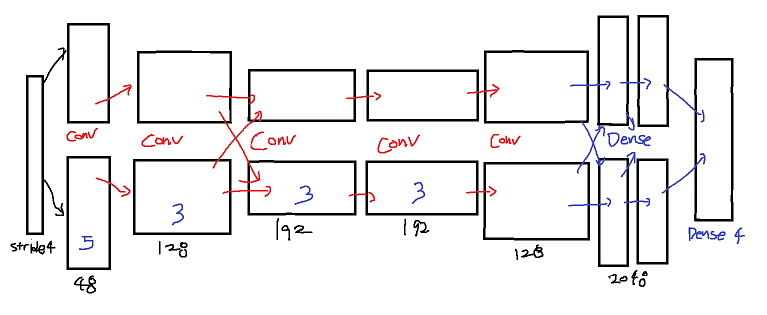 Conv
Conv
Conv
Conv
Conv
Dense
stride4
5
3
3
3
Dense 4
48
128
192
192
128
2048